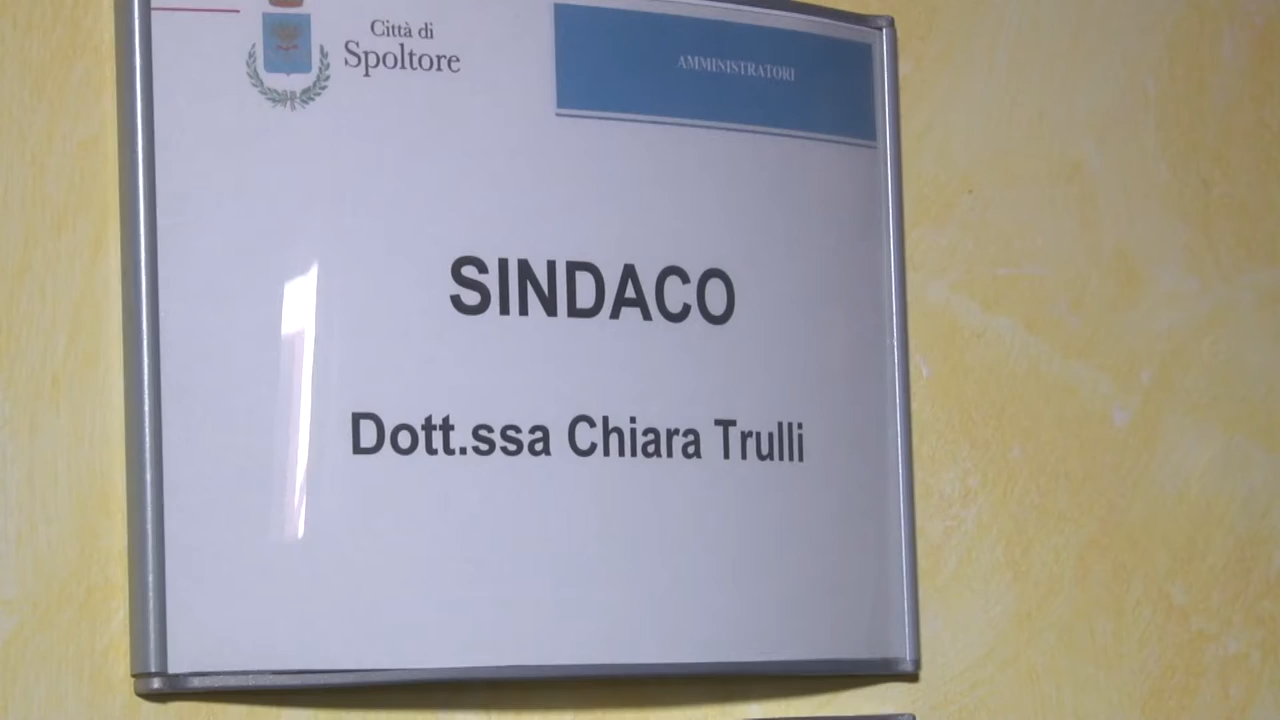 Città di
Spoltore
AMMINISTRATORI
SINDACO
Dott.ssa Chiara Trulli